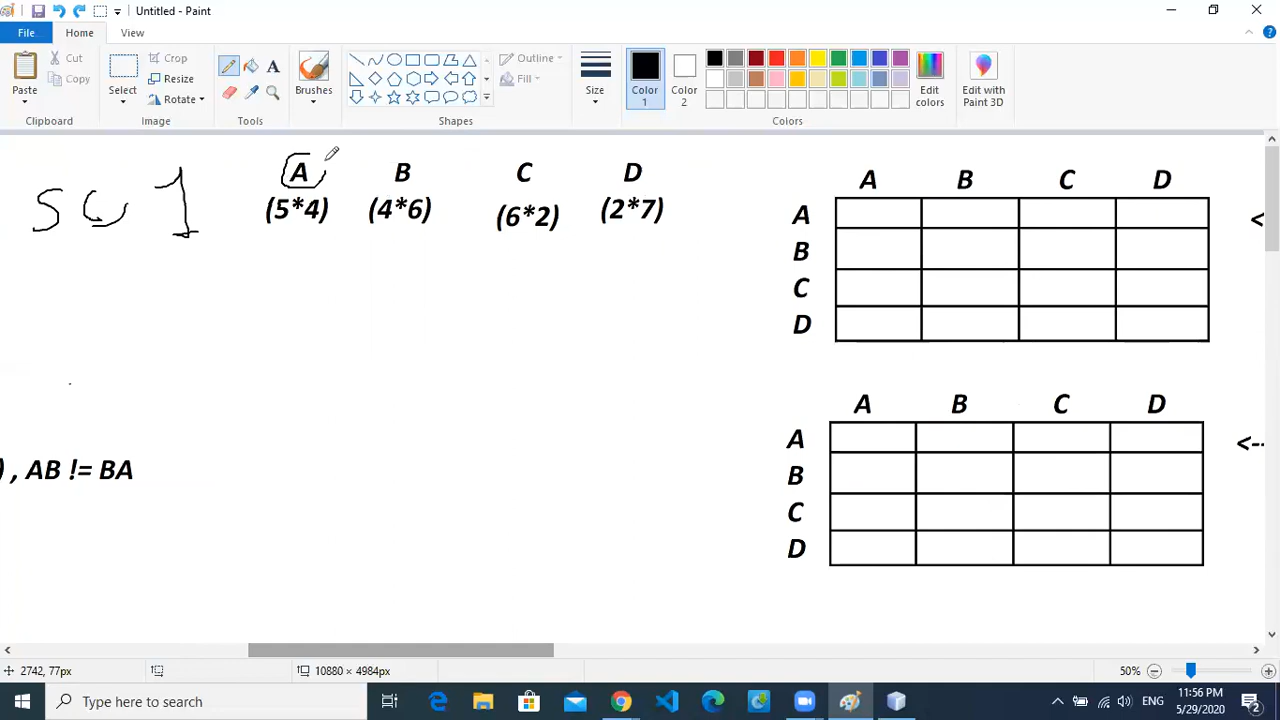 Untitled - Paint
File Home View
Paste Cut Copy Clipboard
Select Crop Resize Rotate Image
A Tools
Brushes
Outline Fill Shapes
Size
Color 1 Color 2 Edit colors Colors
Edit with Paint 3D
SC 1
A B C D
(5*4) (4*6) (6*2) (2*7)
A B C D
A <
B
C
D
A B C D
A <--
B
C
D
) , AB != BA
2742, 77px 10880 × 4984px 50%
Type here to search
ENG 11:56 PM
5/29/2020 2